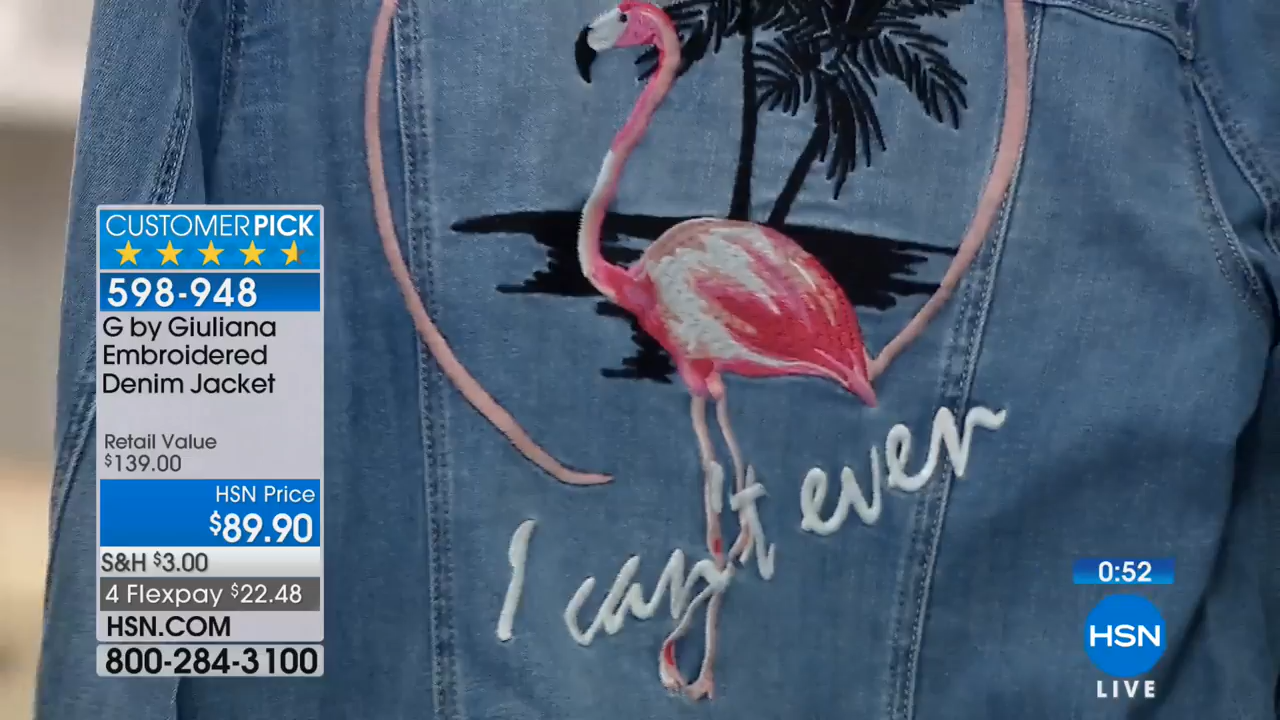 CUSTOMER PICK
598-948
G by Giuliana
Embroidered
Denim Jacket
Retail Value
$139.00
HSN Price
$89.90
S&H $3.00
4 Flexpay $22.48
HSN.COM
800-284-3100
I can't even
0:52
HSN
LIVE